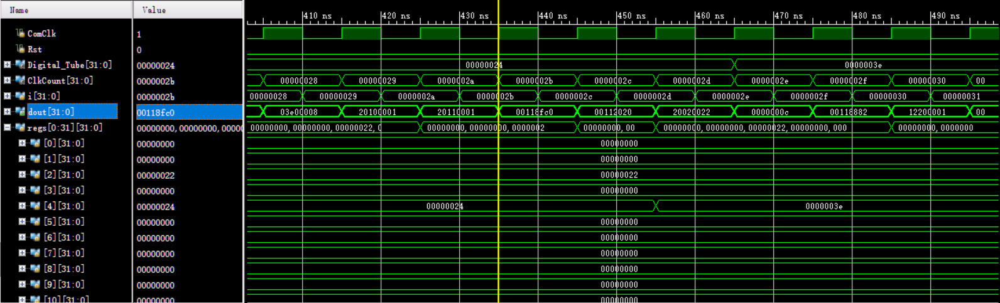 Name Value
410 ns 420 ns 430 ns 440 ns 450 ns 460 ns 470 ns 480 ns 490 ns
ComClk 1
Rst 0
Digital_Tube[31:0] 00000024 00000024 0000003e
ClkCount[31:0] 0000002b 00000028 00000029 0000002a 0000002b 0000002c 0000002d 0000002e 0000002f 00000030 00
i[31:0] 0000002b 00000028 00000029 0000002a 0000002b 0000002c 0000002d 0000002e 0000002f 00000030 00000031
dout[31:0] 00118fc0 03e00008 20100001 20110001 00118fc0 00112020 20020022 0000000c 00118882 12200001 00
regs[0:31][31:0] 00000000, 00000000, 00000 00000000, 00000000, 00000022, 0 00000000, 00000000, 0000002 00000000, 00 00000000, 00000000, 00000022, 00000000, 000 00000000, 0000000
[0][31:0] 00000000 00000000
[1][31:0] 00000000 00000000
[2][31:0] 00000022 00000022
[3][31:0] 00000000 00000000
[4][31:0] 00000024 00000024 0000003e
[5][31:0] 00000000 00000000
[6][31:0] 00000000 00000000
[7][31:0] 00000000 00000000
[8][31:0] 00000000 00000000
[9][31:0] 00000000 00000000
[10][31:0] 00000000 00000000